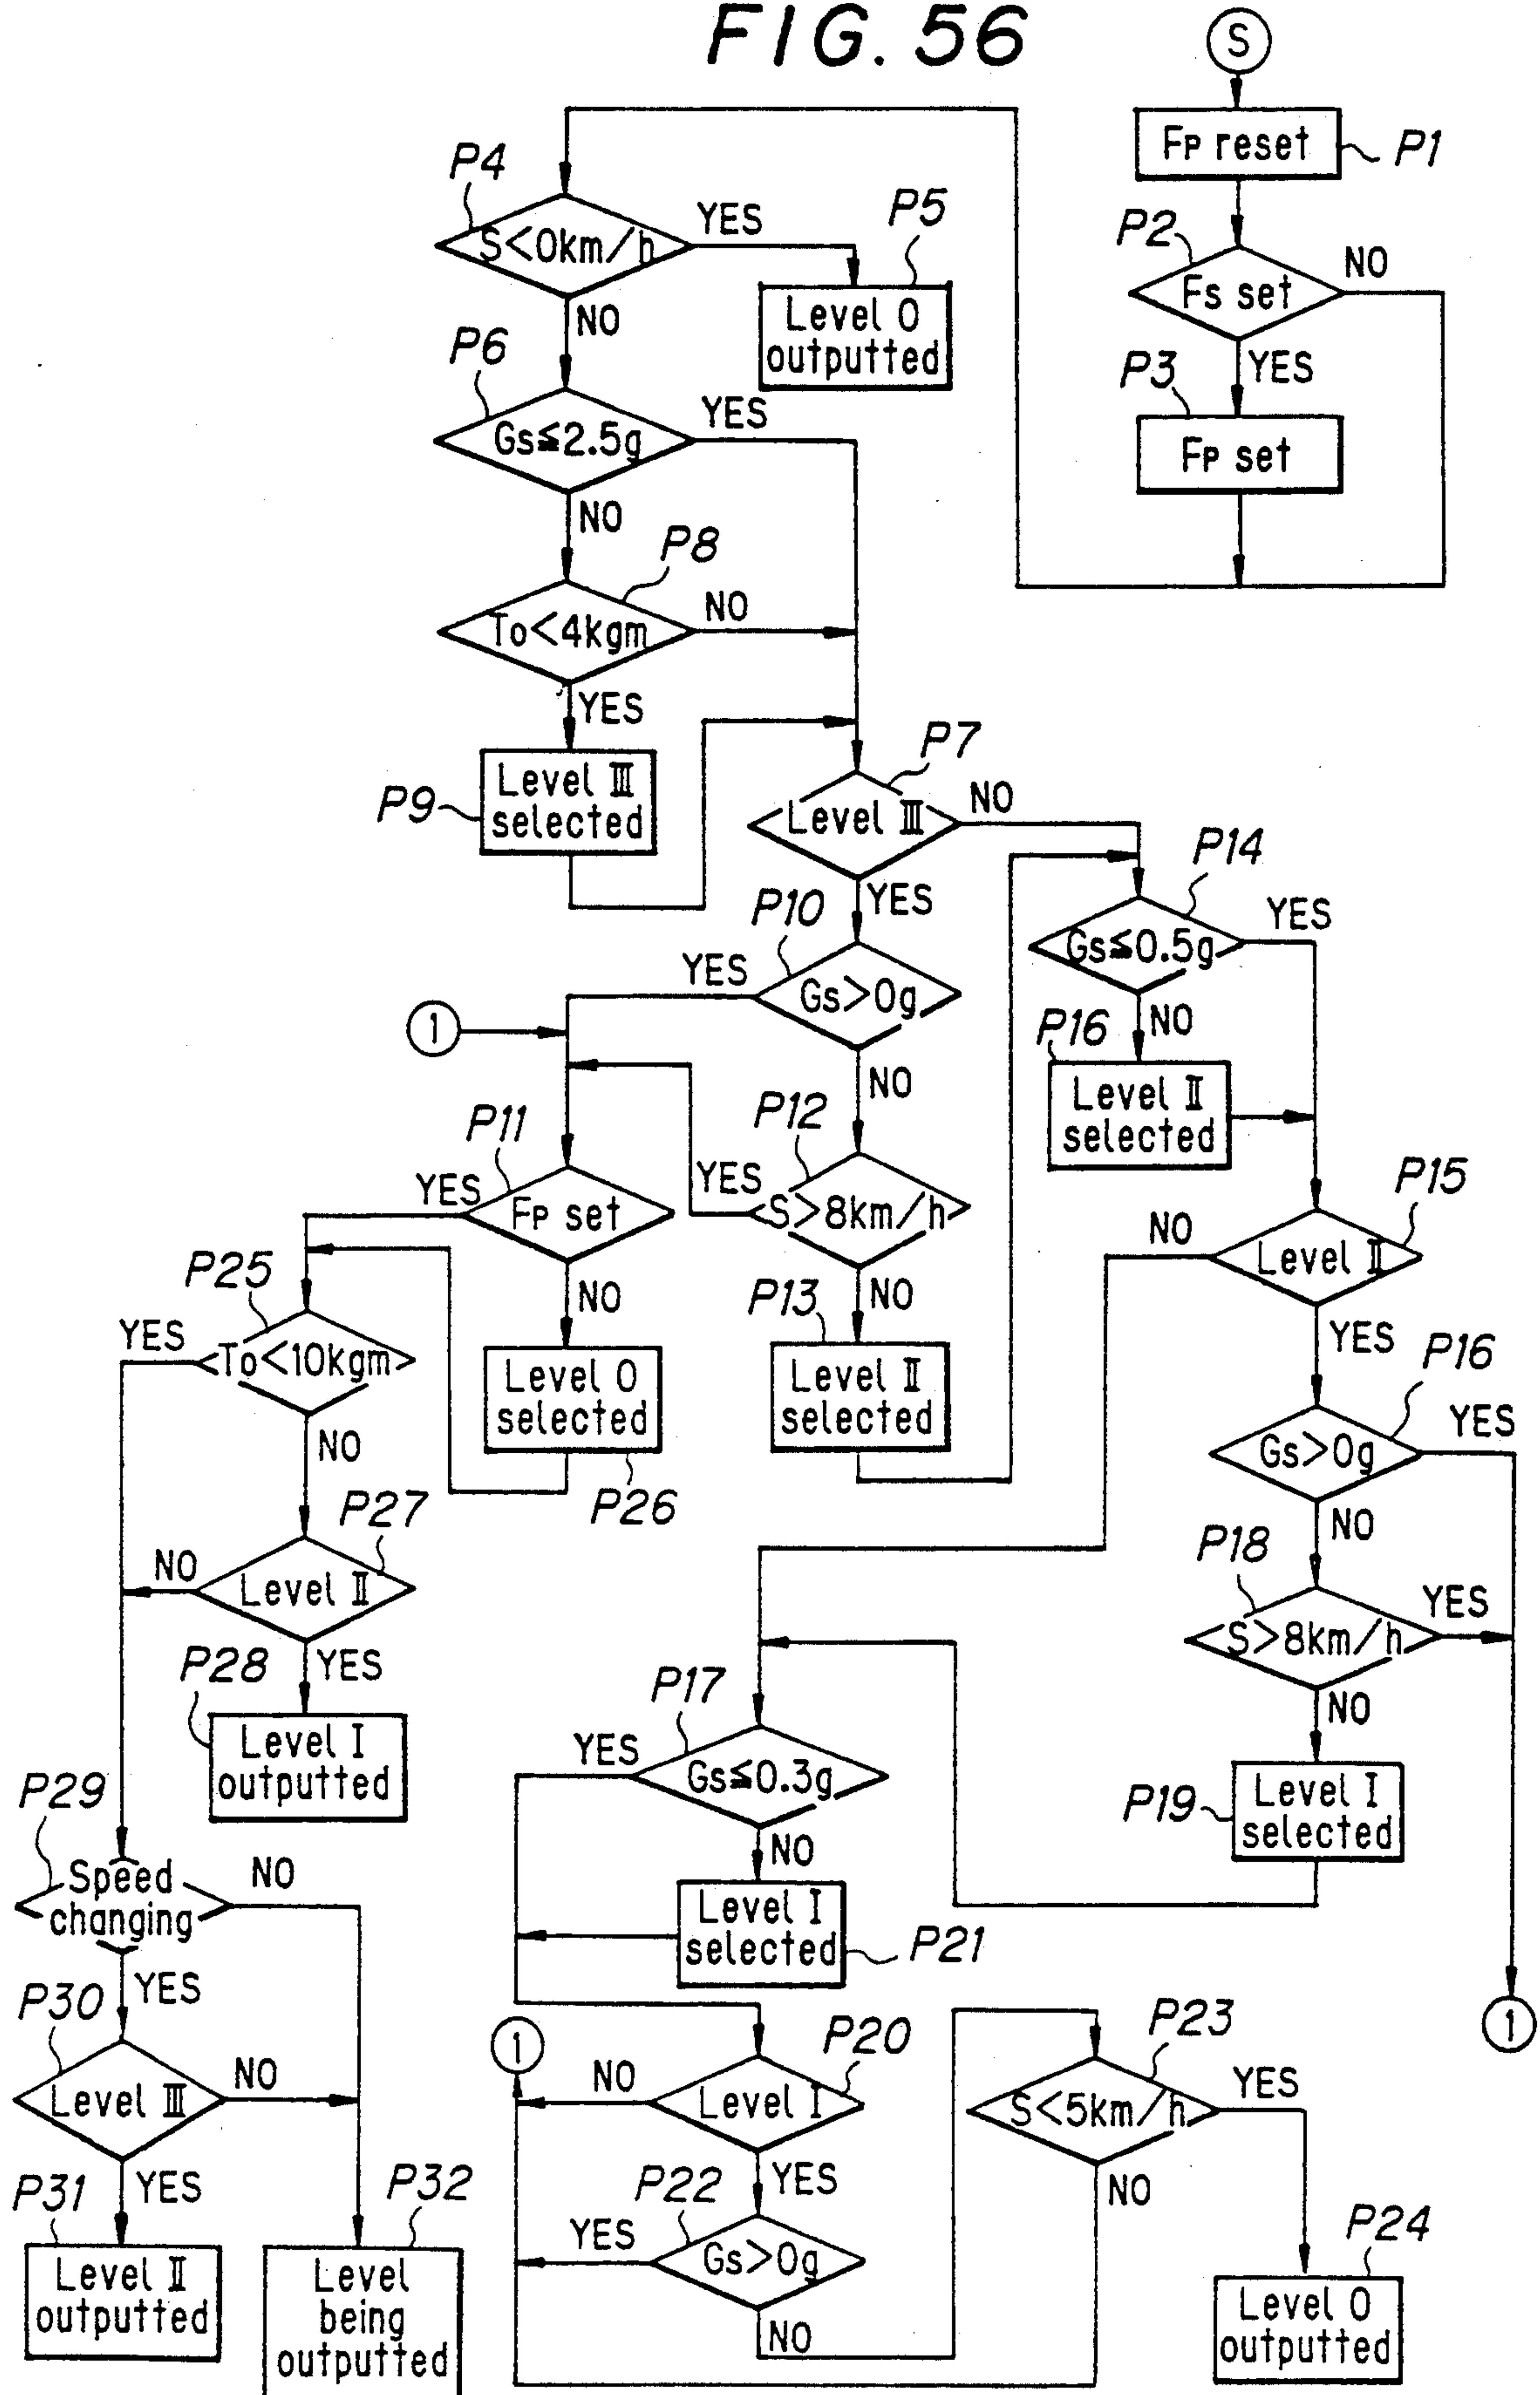 FIG. 56
S
Fp reset
P1
P2
Fs set
NO
YES
P3
Fp set
P4
S<0km/h
YES
P5
Level 0
outputted
NO
P6
Gs≦2.5g
YES
NO
P8
To<4kgm
NO
YES
P9
Level III
selected
P7
Level III
NO
YES
P10
Gs>0g
YES
NO
1
P14
Gs≦0.5g
YES
NO
P16
Level II
selected
P12
S>8km/h
YES
NO
P13
Level II
selected
P11
Fp set
YES
NO
Level 0
selected
P26
P15
Level II
NO
YES
P16
Gs>0g
YES
NO
P18
S>8km/h
YES
NO
P19
Level I
selected
1
P25
To<10kgm
YES
NO
P27
Level II
NO
YES
P28
Level I
outputted
P17
Gs≦0.3g
YES
NO
Level I
selected
P21
P29
Speed
changing
NO
YES
P30
Level III
NO
YES
P31
Level II
outputted
P32
Level
being
outputted
1
P20
Level I
NO
YES
P22
Gs>0g
YES
NO
P23
S<5km/h
YES
NO
P24
Level 0
outputted